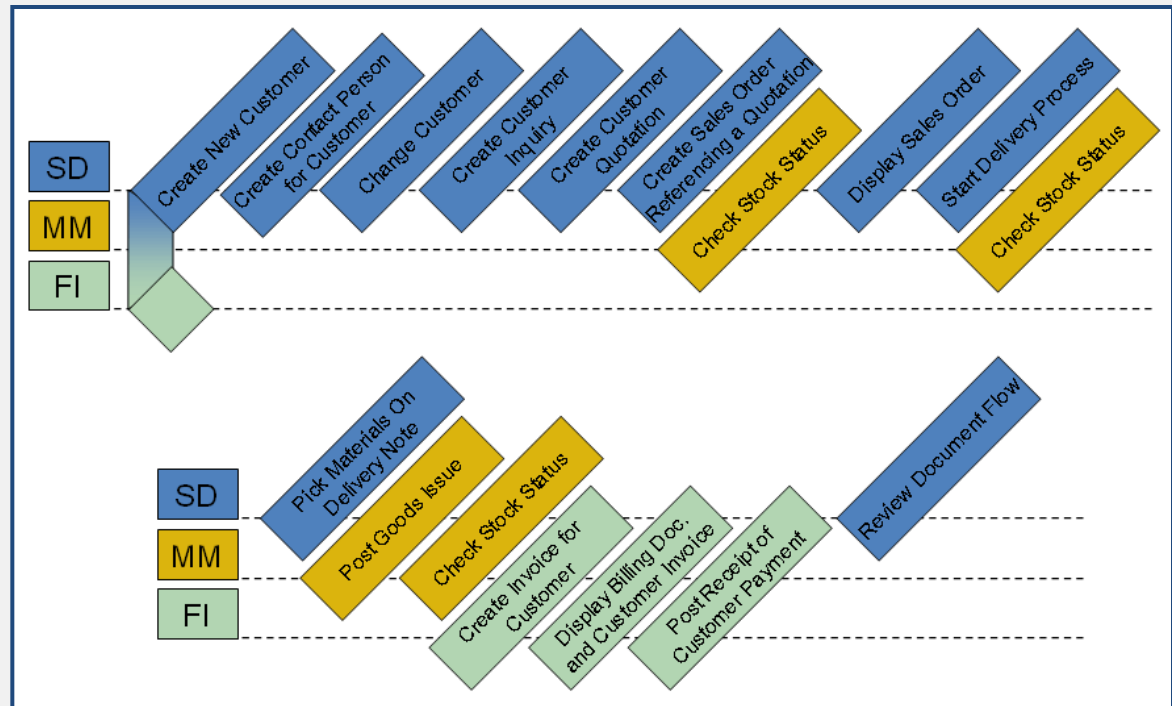 Create New Customer
Create Contact Person
for Customer
Change Customer
Create Customer
Inquiry
Create Customer
Quotation
Create Sales Order
Referencing a Quotation
Check Stock Status
Display Sales Order
Start Delivery Process
Check Stock Status
SD
MM
FI
Pick Materials On
Delivery Note
Post Goods Issue
Check Stock Status
Create Invoice for
Customer
Display Billing Doc.
and Customer Invoice
Post Receipt of
Customer Payment
Review Document Flow
SD
MM
FI